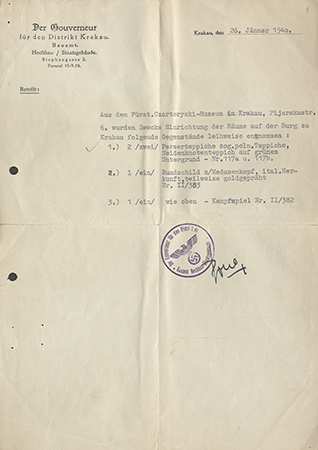 Der Gouverneur
für den Distrikt Krakau.
Bauamt.
Hochbau / Staatsgebäude.
Stephangasse 3.
Fernruf 10-9.58.
Krakau, den 26. Jänner 1940.
Betrifft:
Aus dem Fürst. Czartoryski-Museum in Krakau, Pijarskastr.
6. wurden Zwecks Einrichtung der Räume auf der Burg zu
Krakau folgende Gegenstände leihweise entnommen :
1.) 2 /zwei/ Perserteppiche sog.poln.Teppiche,
Seidenknotenteppich auf grünem
Untergrund - Nr.117a u. 117b.
2.) 1 /ein/ Rundschild m/Medusenkopf, ital.Her-
kunft,teilweise goldgeprägt
Nr. II/383
3.) 1 /ein/ wie oben - Kampfspiel Nr. II/382